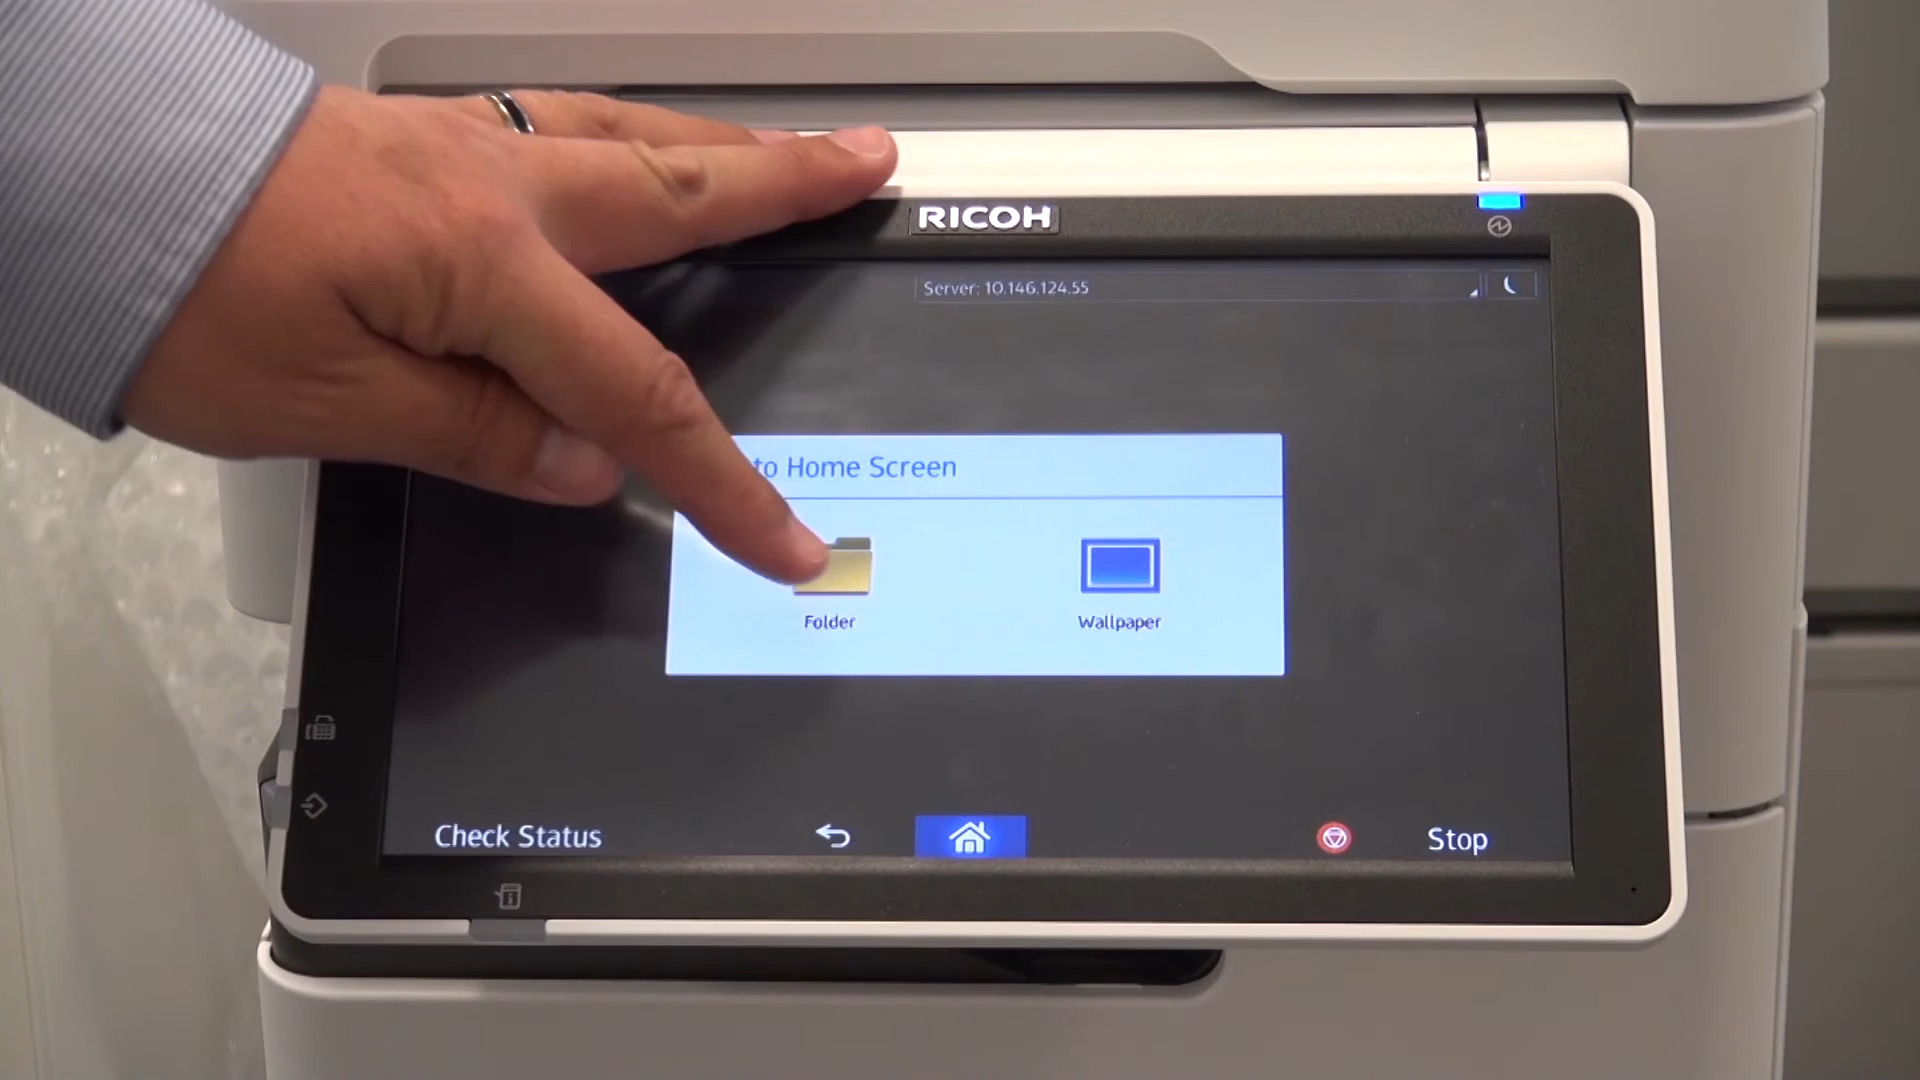 RICOH
Server: 10.146.124.55
to Home Screen
Folder
Wallpaper
Check Status
Stop